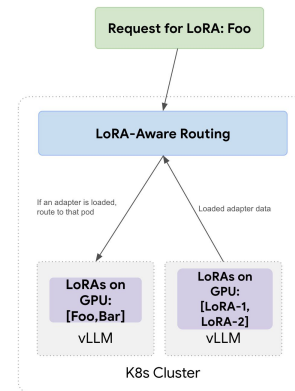 Request for LoRA: Foo
LoRA-Aware Routing
If an adapter is loaded,
route to that pod
Loaded adapter data
LoRAs on
GPU:
[Foo,Bar]
vLLM
LoRAs on
GPU:
[LoRA-1,
LoRA-2]
vLLM
K8s Cluster